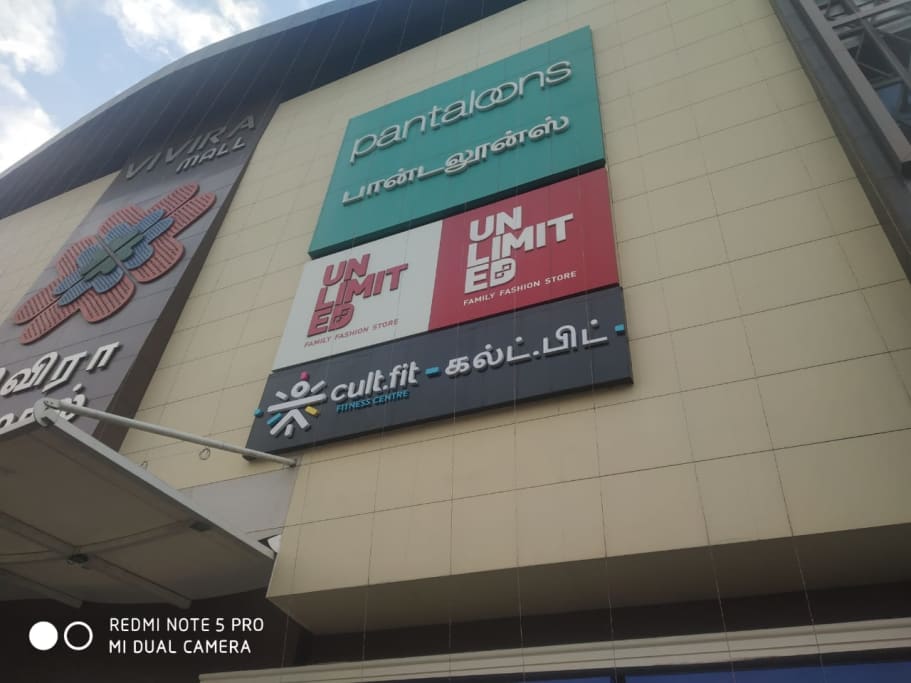 VIVIRA
MALL
pantaloons
பான்டலூன்ஸ்
UN
LIMIT
ED
FAMILY FASHION STORE
UN
LIMIT
ED
FAMILY FASHION STORE
cult.fit
FITNESS CENTRE
கல்ட்.பிட்
REDMI NOTE 5 PRO
MI DUAL CAMERA